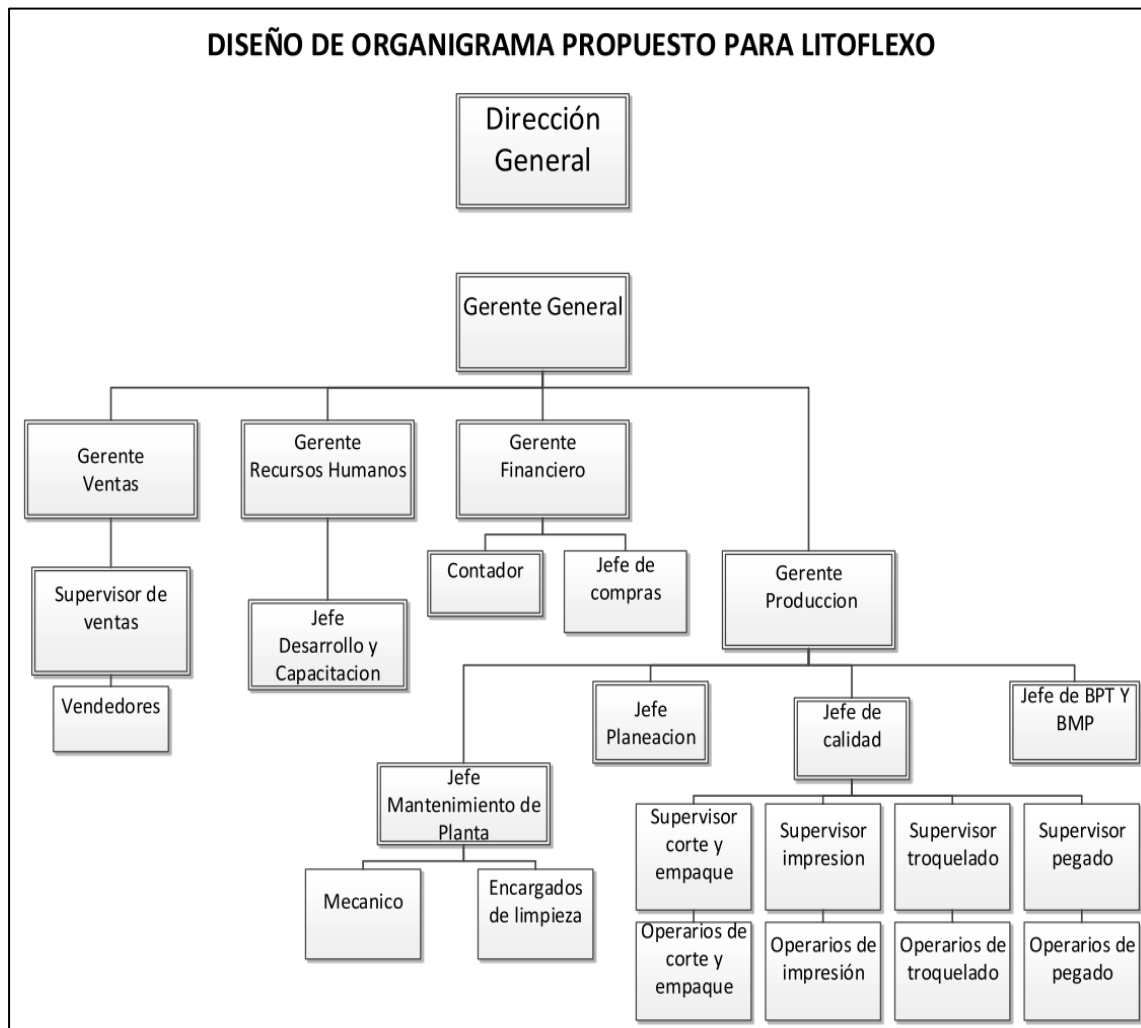 DISEÑO DE ORGANIGRAMA PROPUESTO PARA LITOFLEXO
Dirección
General
Gerente General
Gerente
Ventas
Gerente
Recursos Humanos
Gerente
Financiero
Contador
Jefe de
compras
Gerente
Produccion
Supervisor de
ventas
Jefe
Desarrollo y
Capacitacion
Vendedores
Jefe
Planeacion
Jefe de
calidad
Jefe de BPT Y
BMP
Jefe
Mantenimiento de
Planta
Mecanico
Encargados
de limpieza
Supervisor
corte y
empaque
Supervisor
impresion
Supervisor
troquelado
Supervisor
pegado
Operarios de
corte y
empaque
Operarios de
impresión
Operarios de
troquelado
Operarios de
pegado